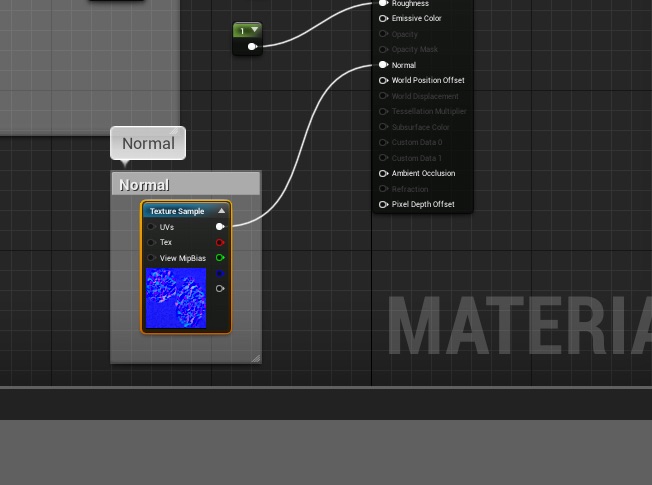 Roughness
1
Emissive Color
Opacity
Opacity Mask
Normal
World Position Offset
World Displacement
Tessellation Multiplier
Subsurface Color
Custom Data 0
Custom Data 1
Ambient Occlusion
Refraction
Pixel Depth Offset
Normal
Normal
Texture Sample
UVs
Tex
View MipBias
MATERIA